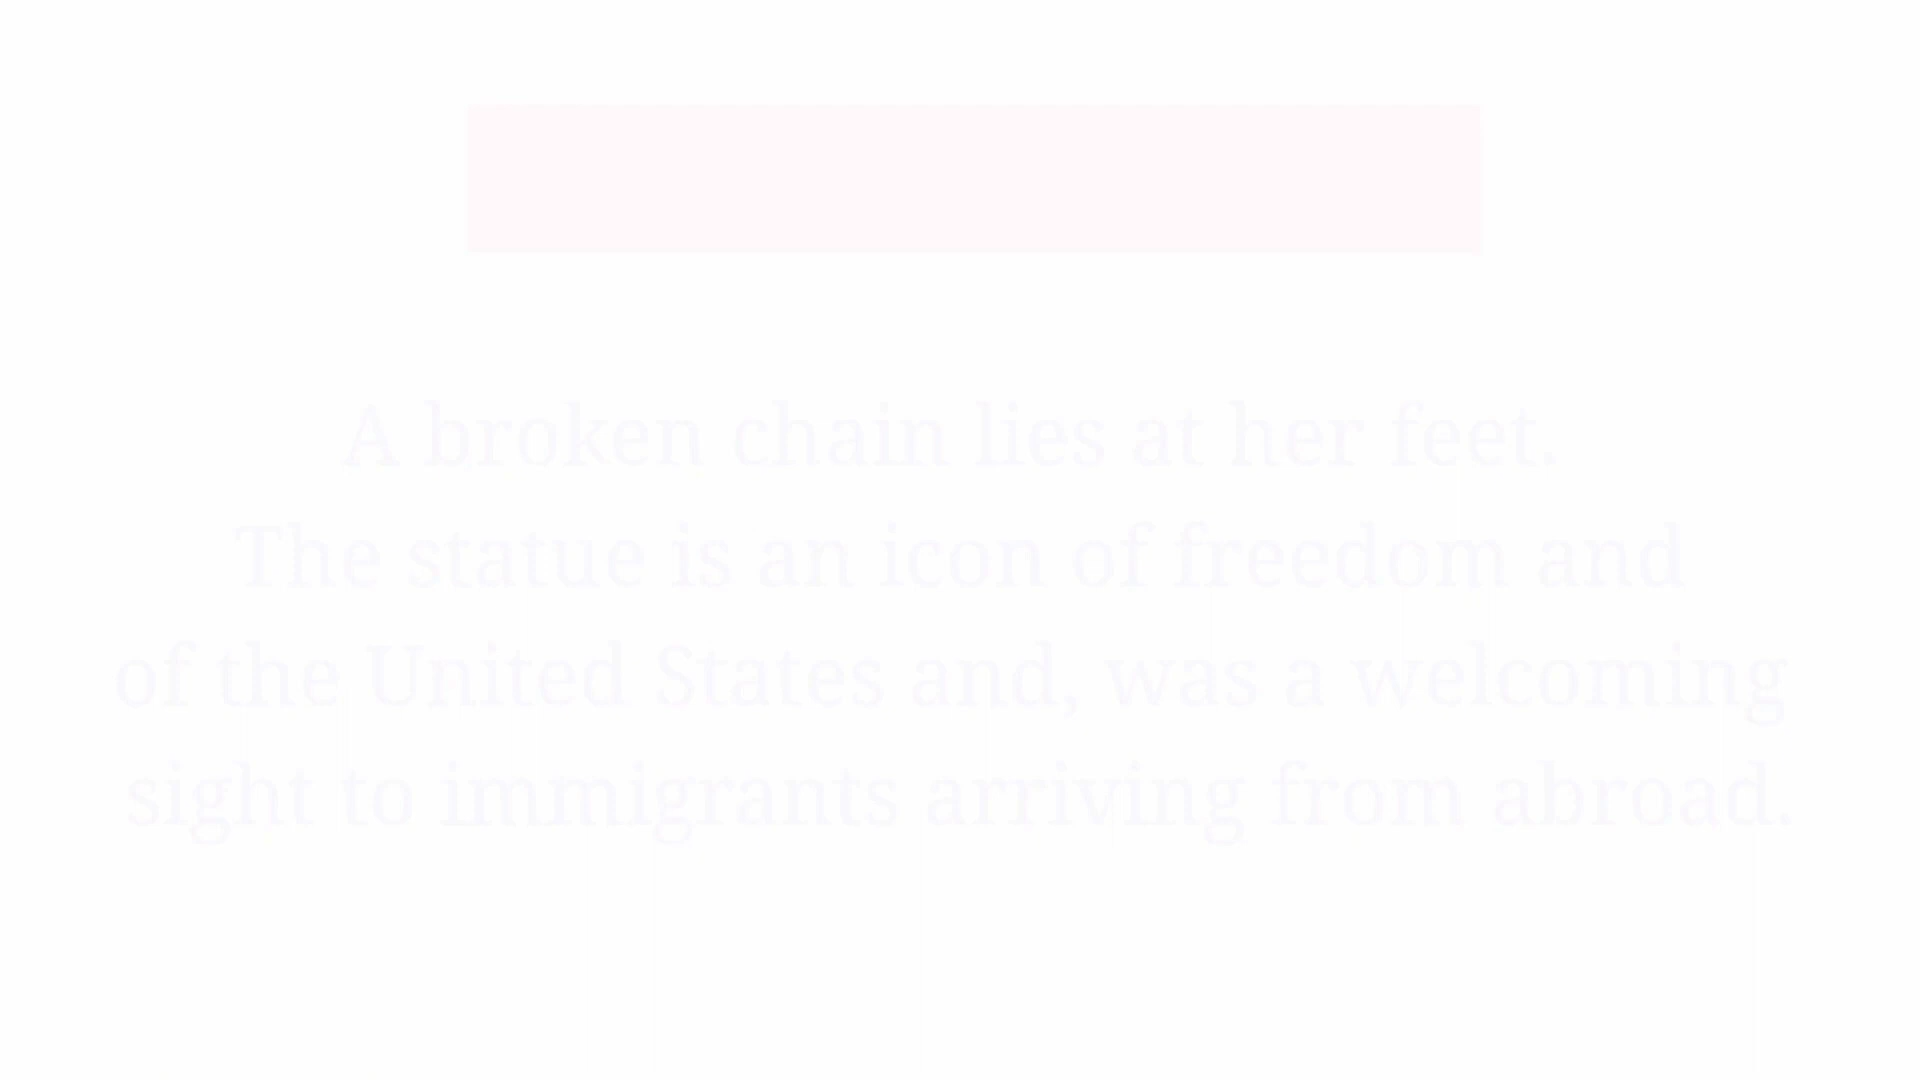 A broken chain lies at her feet.
The statue is an icon of freedom and
of the United States and, was a welcoming
sight to immigrants arriving from abroad.